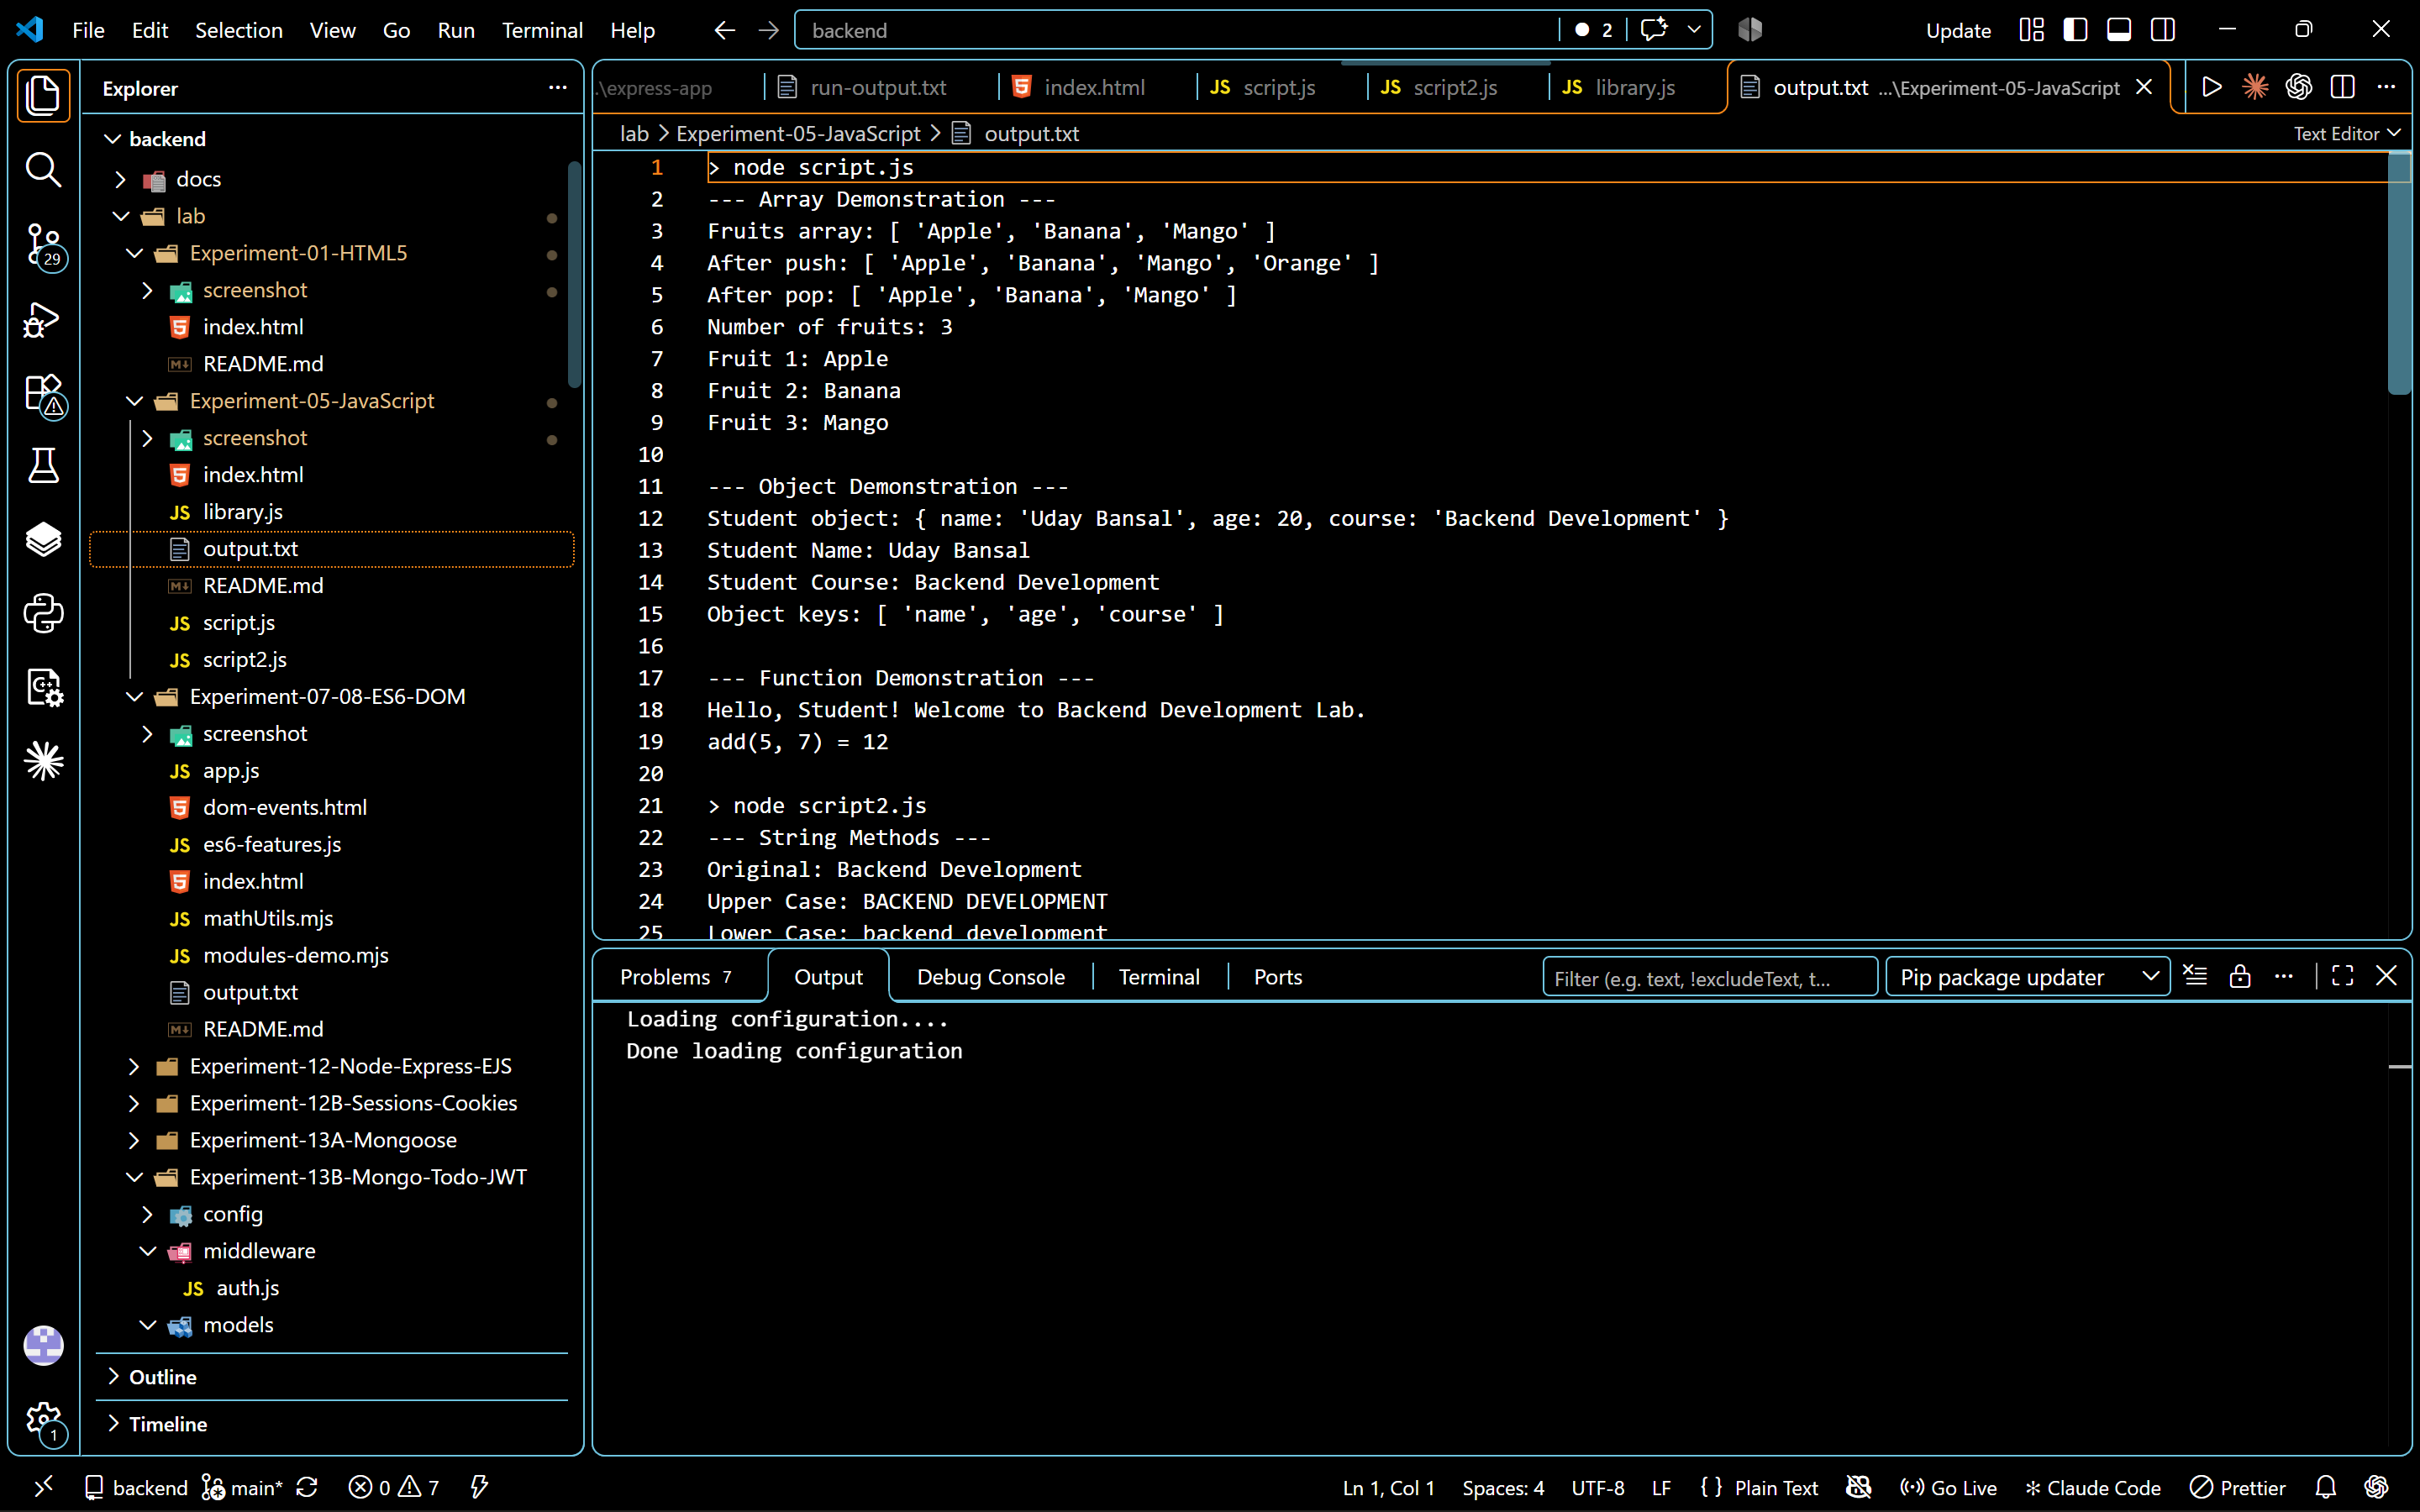 File Edit Selection View Go Run Terminal Help
backend
2
Update
Explorer
backend
docs
lab
Experiment-01-HTML5
screenshot
index.html
README.md
Experiment-05-JavaScript
screenshot
index.html
library.js
output.txt
README.md
script.js
script2.js
Experiment-07-08-ES6-DOM
screenshot
app.js
dom-events.html
es6-features.js
index.html
mathUtils.mjs
modules-demo.mjs
output.txt
README.md
Experiment-12-Node-Express-EJS
Experiment-12B-Sessions-Cookies
Experiment-13A-Mongoose
Experiment-13B-Mongo-Todo-JWT
config
middleware
auth.js
models
Outline
Timeline
29
1
.\express-app run-output.txt index.html script.js script2.js library.js output.txt ...\Experiment-05-JavaScript
lab > Experiment-05-JavaScript > output.txt
Text Editor
1 > node script.js
2 --- Array Demonstration ---
3 Fruits array: [ 'Apple', 'Banana', 'Mango' ]
4 After push: [ 'Apple', 'Banana', 'Mango', 'Orange' ]
5 After pop: [ 'Apple', 'Banana', 'Mango' ]
6 Number of fruits: 3
7 Fruit 1: Apple
8 Fruit 2: Banana
9 Fruit 3: Mango
10
11 --- Object Demonstration ---
12 Student object: { name: 'Uday Bansal', age: 20, course: 'Backend Development' }
13 Student Name: Uday Bansal
14 Student Course: Backend Development
15 Object keys: [ 'name', 'age', 'course' ]
16
17 --- Function Demonstration ---
18 Hello, Student! Welcome to Backend Development Lab.
19 add(5, 7) = 12
20
21 > node script2.js
22 --- String Methods ---
23 Original: Backend Development
24 Upper Case: BACKEND DEVELOPMENT
25 Lower Case: backend development
Problems 7 Output Debug Console Terminal Ports
Filter (e.g. text, !excludeText, t...
Pip package updater
Loading configuration....
Done loading configuration
backend main* 0 7
Ln 1, Col 1 Spaces: 4 UTF-8 LF {} Plain Text Go Live Claude Code Prettier